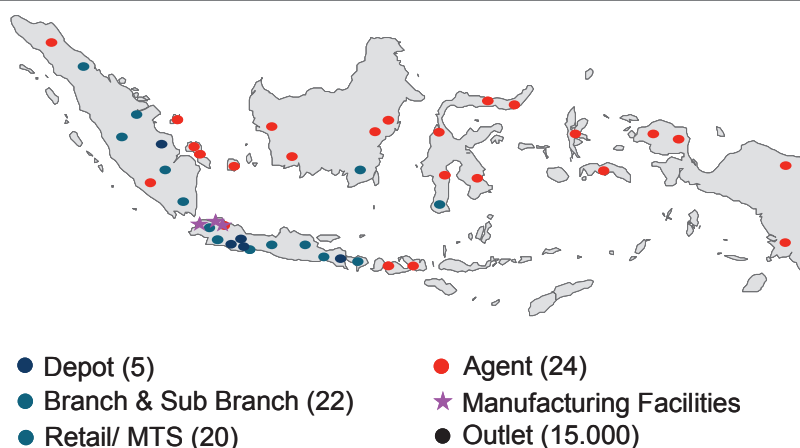 Depot (5)
Branch & Sub Branch (22)
Retail/ MTS (20)
Agent (24)
Manufacturing Facilities
Outlet (15.000)